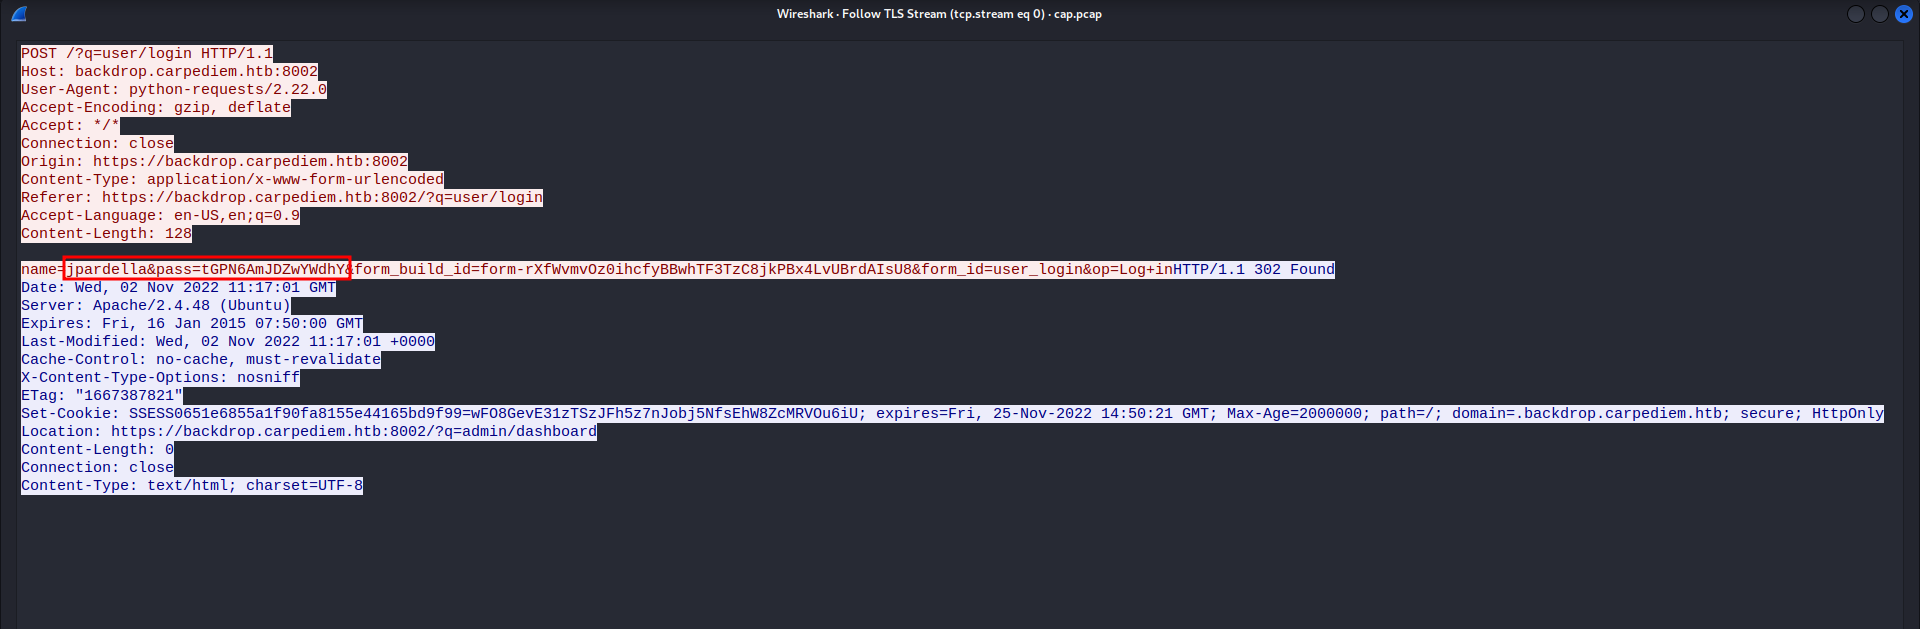 Wireshark · Follow TLS Stream (tcp.stream eq 0) · cap.pcap
POST /?q=user/login HTTP/1.1
Host: backdrop.carpediem.htb:8002
User-Agent: python-requests/2.22.0
Accept-Encoding: gzip, deflate
Accept: */*
Connection: close
Origin: https://backdrop.carpediem.htb:8002
Content-Type: application/x-www-form-urlencoded
Referer: https://backdrop.carpediem.htb:8002/?q=user/login
Accept-Language: en-US,en;q=0.9
Content-Length: 128
name=jpardella&pass=tGPN6AmJDZwYWdhY&form_build_id=form-rXfWvmvOz0ihcfyBBwhTF3TzC8jkPBx4LvUBrdAIsU8&form_id=user_login&op=Log+inHTTP/1.1 302 Found
Date: Wed, 02 Nov 2022 11:17:01 GMT
Server: Apache/2.4.48 (Ubuntu)
Expires: Fri, 16 Jan 2015 07:50:00 GMT
Last-Modified: Wed, 02 Nov 2022 11:17:01 +0000
Cache-Control: no-cache, must-revalidate
X-Content-Type-Options: nosniff
ETag: "1667387821"
Set-Cookie: SSESS0651e6855a1f90fa8155e44165bd9f99=wFO8GevE31zTSzJFh5z7nJobj5NfsEhW8ZcMRVOu6iU; expires=Fri, 25-Nov-2022 14:50:21 GMT; Max-Age=2000000; path=/; domain=.backdrop.carpediem.htb; secure; HttpOnly
Location: https://backdrop.carpediem.htb:8002/?q=admin/dashboard
Content-Length: 0
Connection: close
Content-Type: text/html; charset=UTF-8